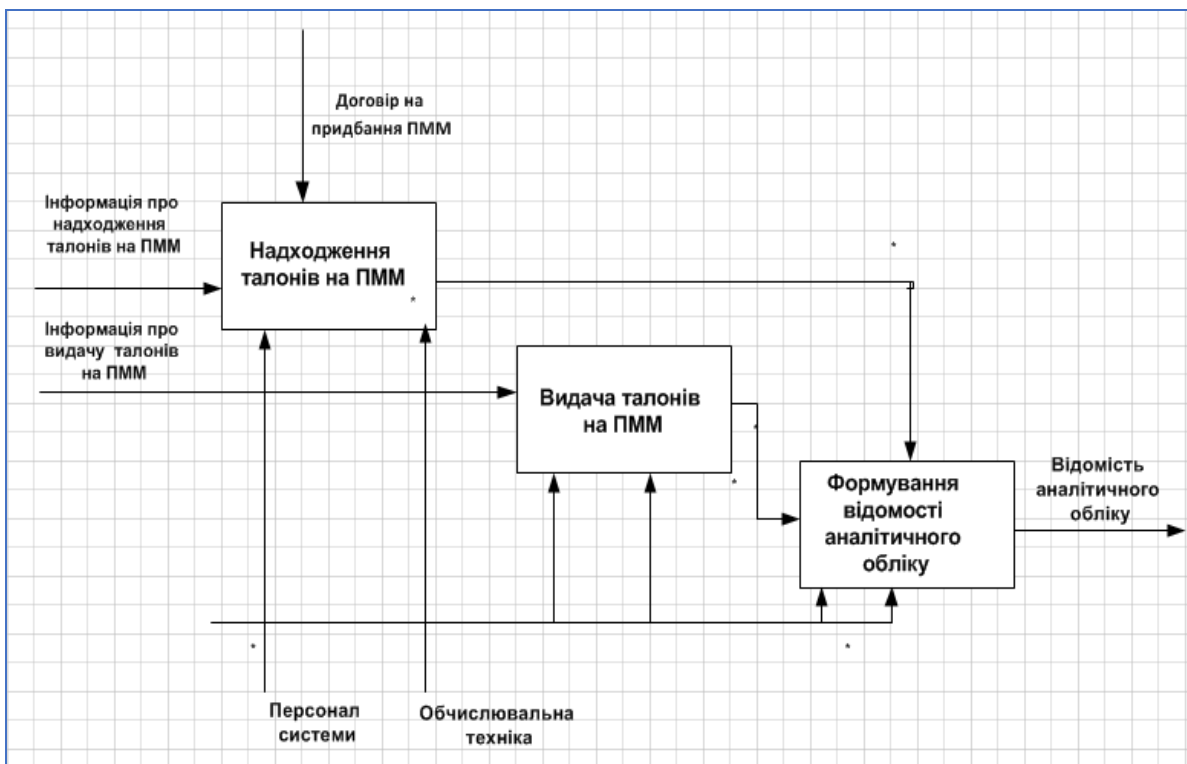 Договір на
придбання ПММ
Інформація про
надходження
талонів на ПММ
Надходження
талонів на ПММ
*
*
Інформація про
видачу талонів
на ПММ
Видача талонів
на ПММ
*
*
Формування
відомості
аналітичного
обліку
Відомість
аналітичного
обліку
*
*
Персонал
системи
Обчислювальна
техніка